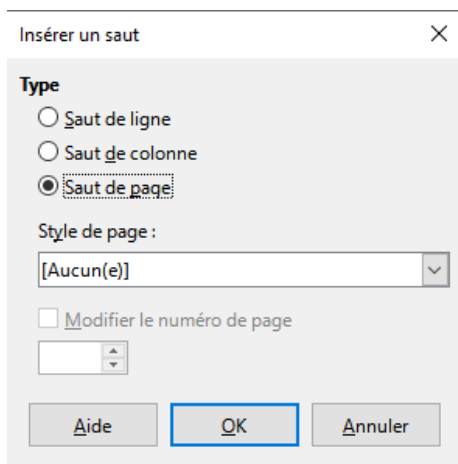 Insérer un saut
Type
Saut de ligne
Saut de colonne
Saut de page
Style de page :
[Aucun(e)]
Modifier le numéro de page
Aide OK Annuler